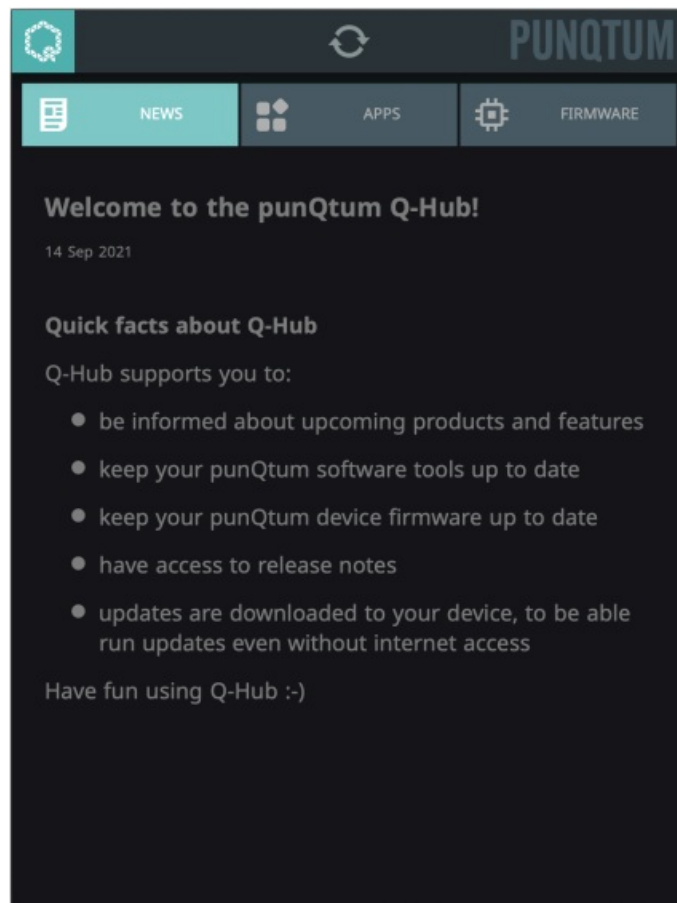 PUNQTUM
NEWS
APPS
FIRMWARE
Welcome to the punQtum Q-Hub!
14 Sep 2021
Quick facts about Q-Hub
Q-Hub supports you to:
be informed about upcoming products and features
keep your punQtum software tools up to date
keep your punQtum device firmware up to date
have access to release notes
updates are downloaded to your device, to be able
run updates even without internet access
Have fun using Q-Hub :-)